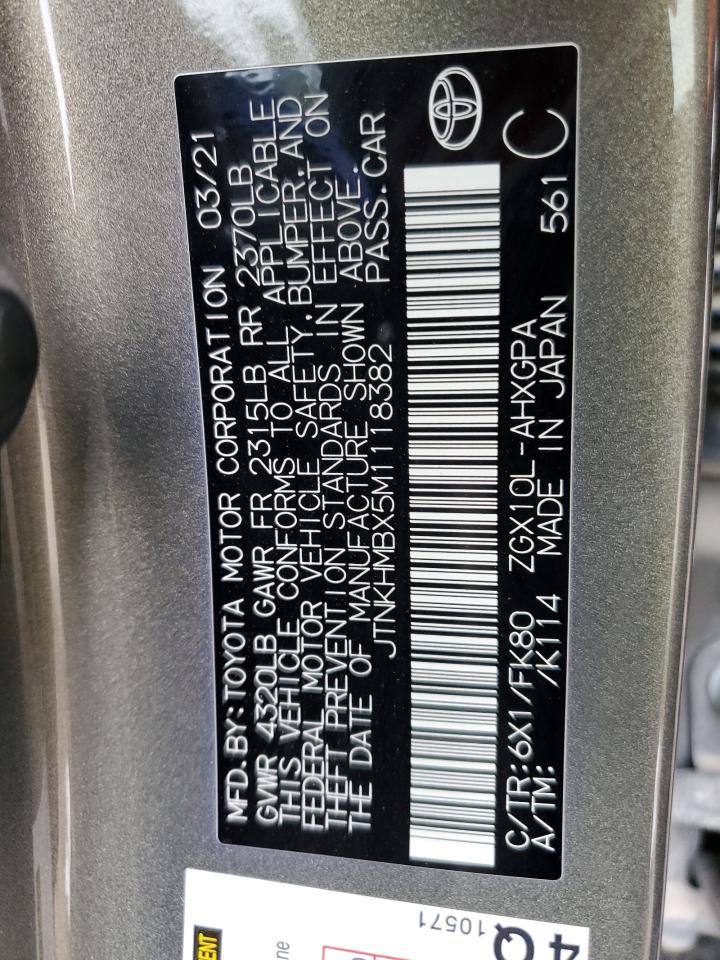 MFD.BY:TOYOTA MOTOR CORPORATION 03/21
GVWR 4320LB GAWR FR 2315LB RR 2370LB
THIS VEHICLE CONFORMS TO ALL APPLICABLE
FEDERAL MOTOR VEHICLE SAFETY,BUMPER,AND
THEFT PREVENTION STANDARDS IN EFFECT ON
THE DATE OF MANUFACTURE SHOWN ABOVE.
JTNKHMBX5M1118382 PASS.CAR
C/TR:6X1/FK80 ZGX10L-AHXGPA
A/TM: /K114 MADE IN JAPAN 561 C
4Q
10571